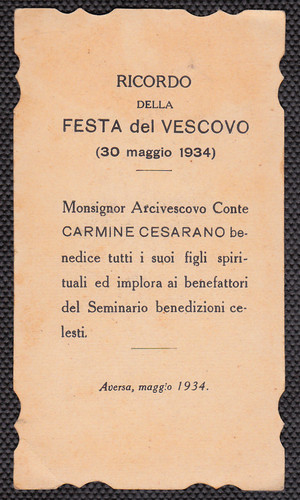 RICORDO
DELLA
FESTA del VESCOVO
(30 maggio 1934)
Monsignor Arcivescovo Conte
CARMINE CESARANO be-
nedice tutti i suoi figli spiri-
tuali ed implora ai benefattori
del Seminario benedizioni ce-
lesti.
Aversa, maggio 1934.